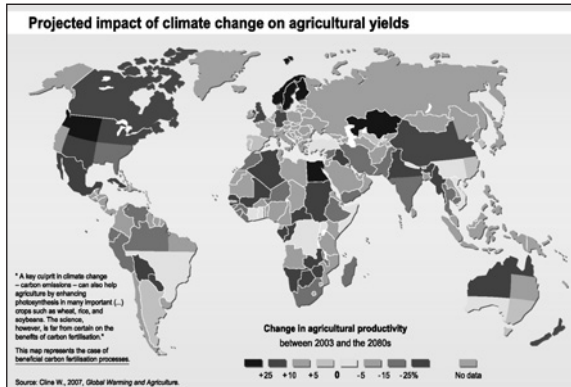 Projected impact of climate change on agricultural yields
" A key culprit in climate change
– carbon emissions – can also help
agriculture by enhancing
photosynthesis in many important (...)
crops such as wheat, rice, and
soybeans. The science,
however, is far from certain on the
benefits of carbon fertilisation."
This map represents the case of
beneficial carbon fertilisation processes.
Change in agricultural productivity
between 2003 and the 2080s
+25 +10 +5 0 -5 -15 -25% No data
Source: Cline W., 2007, Global Warming and Agriculture.